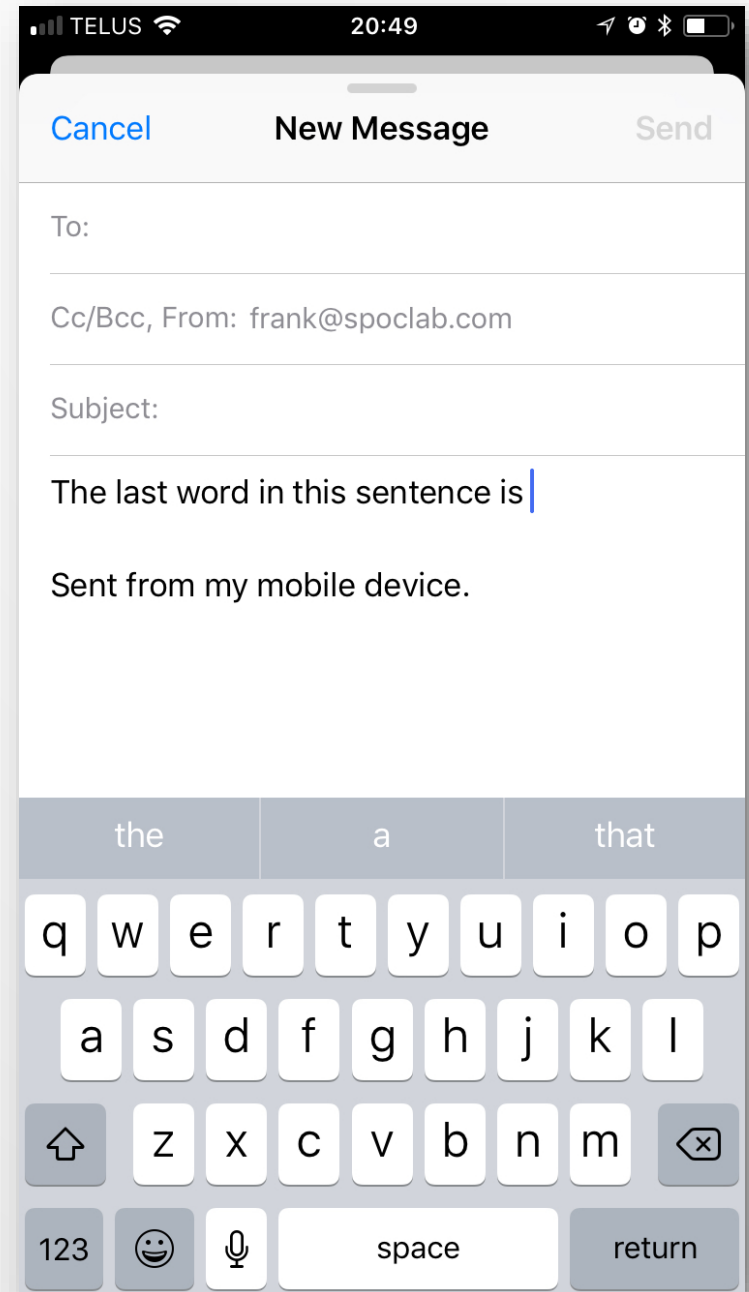 TELUS 20:49
Cancel New Message Send
To:
Cc/Bcc, From: frank@spoclab.com
Subject:
The last word in this sentence is
Sent from my mobile device.
the a that
q w e r t y u i o p
a s d f g h j k l
z x c v b n m
123 space return